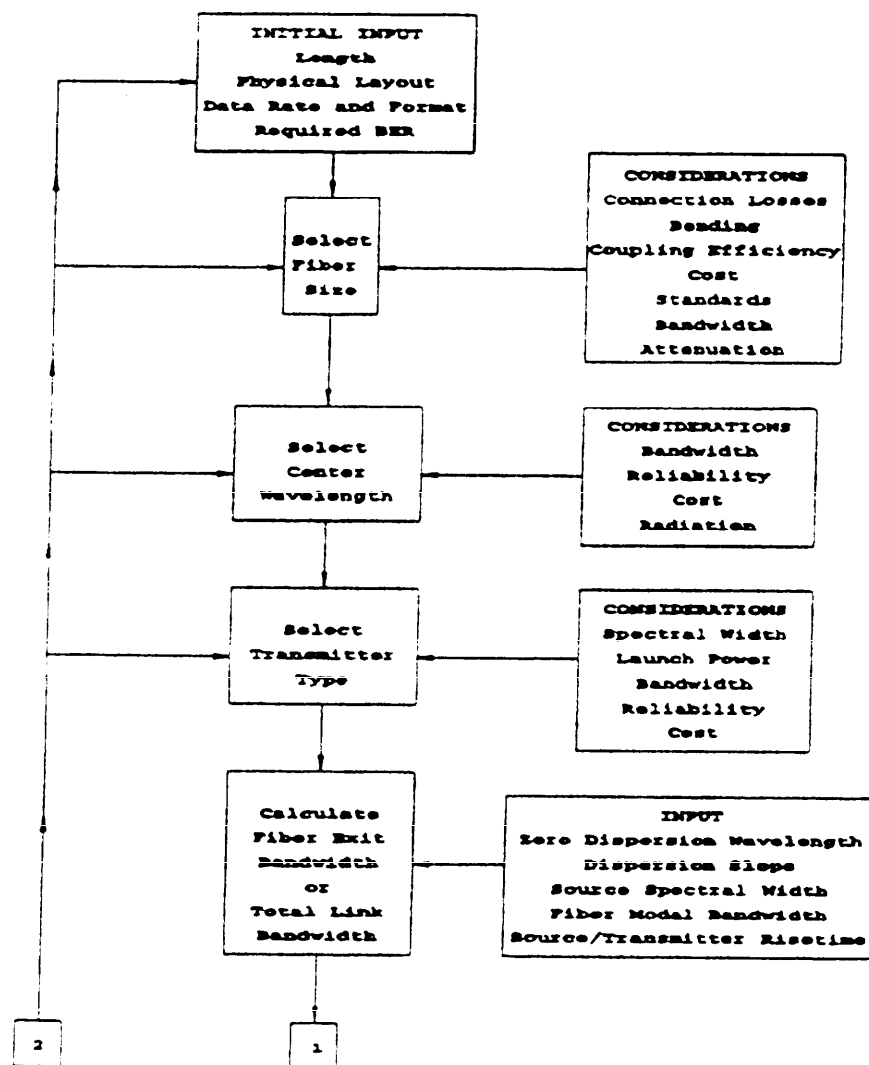 INITIAL INPUT
Length
Physical Layout
Data Rate and Format
Required BER
Select
Fiber
Size
CONSIDERATIONS
Connection Losses
Bending
Coupling Efficiency
Cost
Standards
Bandwidth
Attenuation
Select
Center
Wavelength
CONSIDERATIONS
Bandwidth
Reliability
Cost
Radiation
Select
Transmitter
Type
CONSIDERATIONS
Spectral Width
Launch Power
Bandwidth
Reliability
Cost
Calculate
Fiber Exit
Bandwidth
or
Total Link
Bandwidth
INPUT
Zero Dispersion Wavelength
Dispersion Slope
Source Spectral Width
Fiber Modal Bandwidth
Source/Transmitter Risetime
2
1